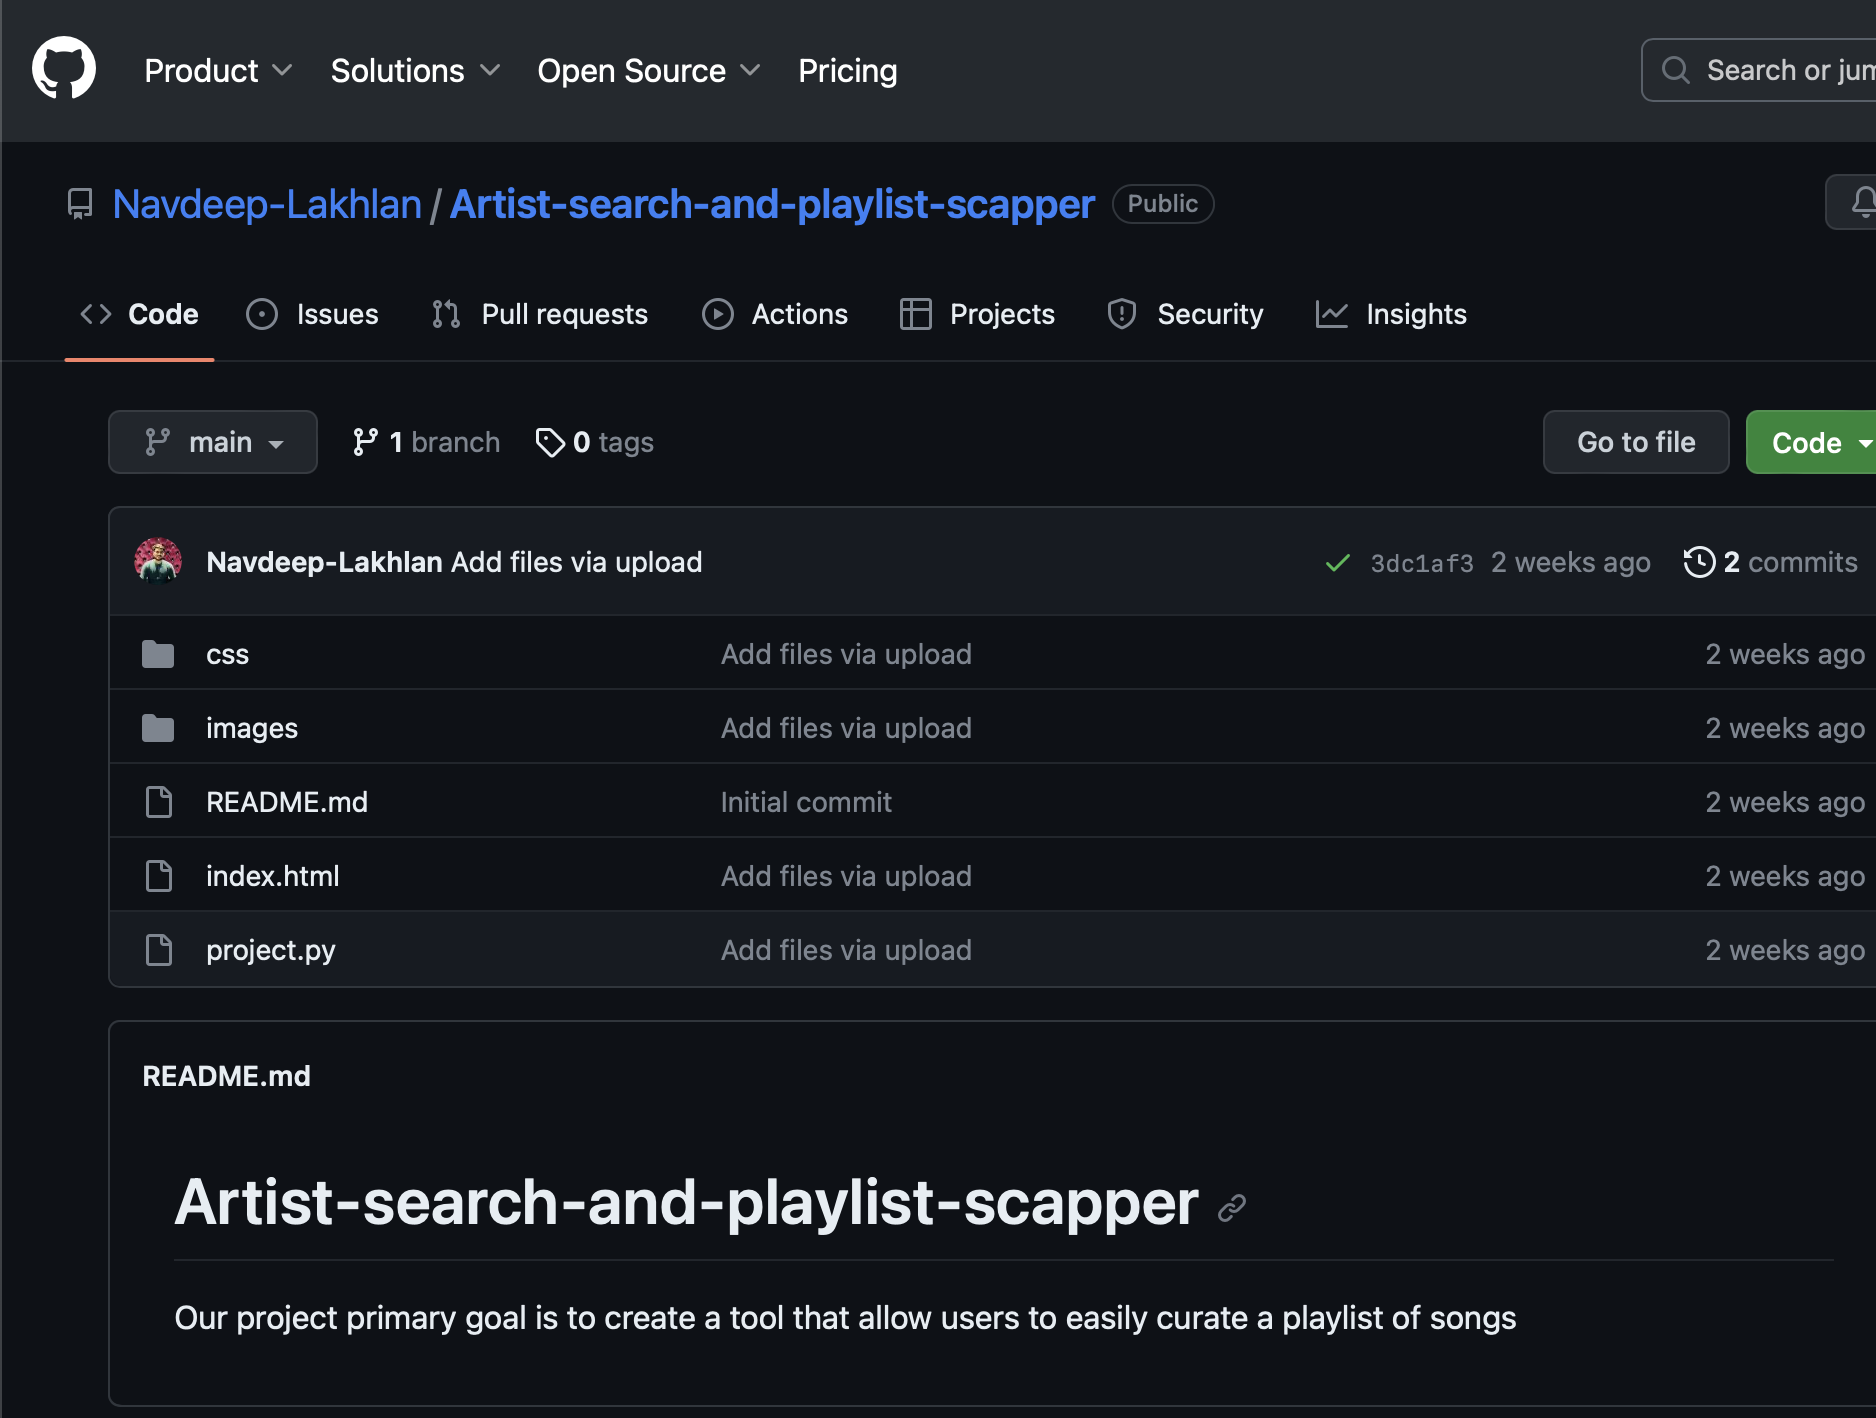 Product Solutions Open Source Pricing Search or jum
Navdeep-Lakhlan / Artist-search-and-playlist-scapper Public
Code Issues Pull requests Actions Projects Security Insights
main 1 branch 0 tags Go to file Code
Navdeep-Lakhlan Add files via upload 3dc1af3 2 weeks ago 2 commits
css Add files via upload 2 weeks ago
images Add files via upload 2 weeks ago
README.md Initial commit 2 weeks ago
index.html Add files via upload 2 weeks ago
project.py Add files via upload 2 weeks ago
README.md
Artist-search-and-playlist-scapper
Our project primary goal is to create a tool that allow users to easily curate a playlist of songs